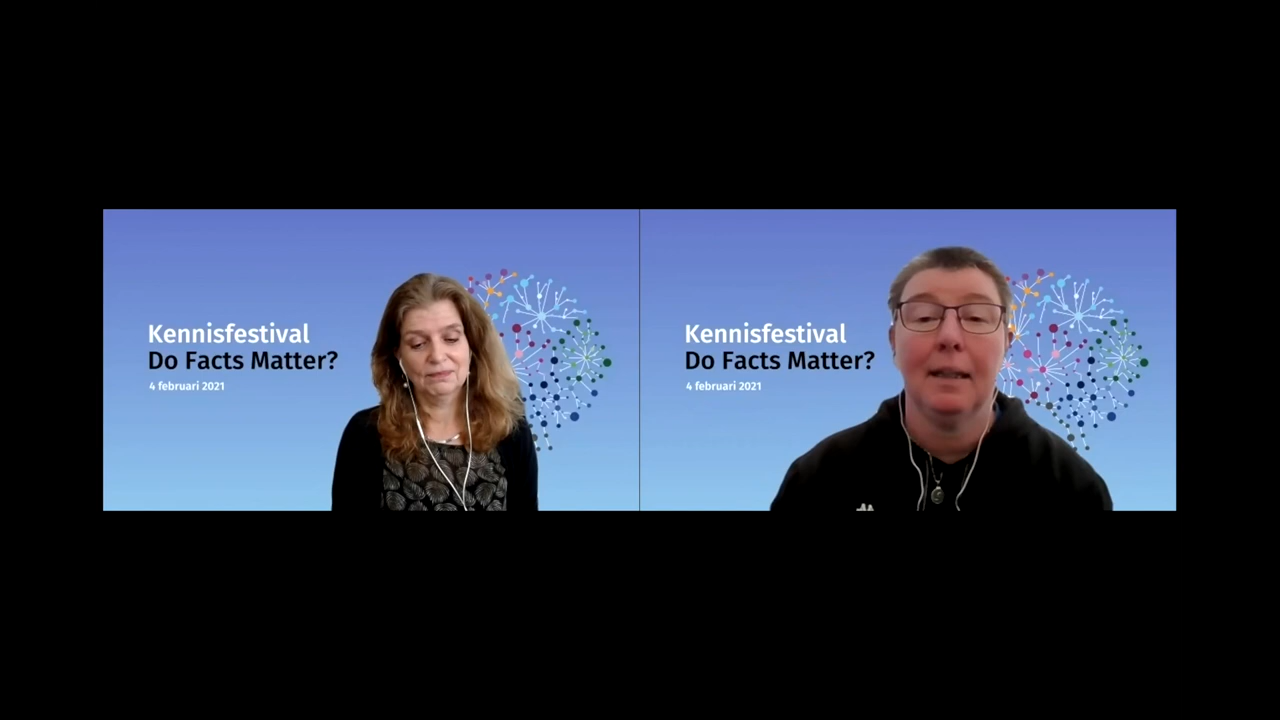 Kennisfestival
Do Facts Matter?
4 februari 2021
Kennisfestival
Do Facts Matter?
4 februari 2021